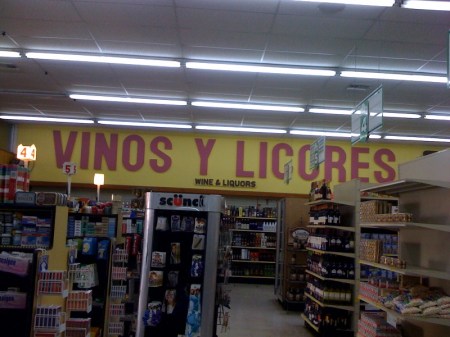 VINOS Y LICORES
WINE & LIQUORS
4
5
scünci